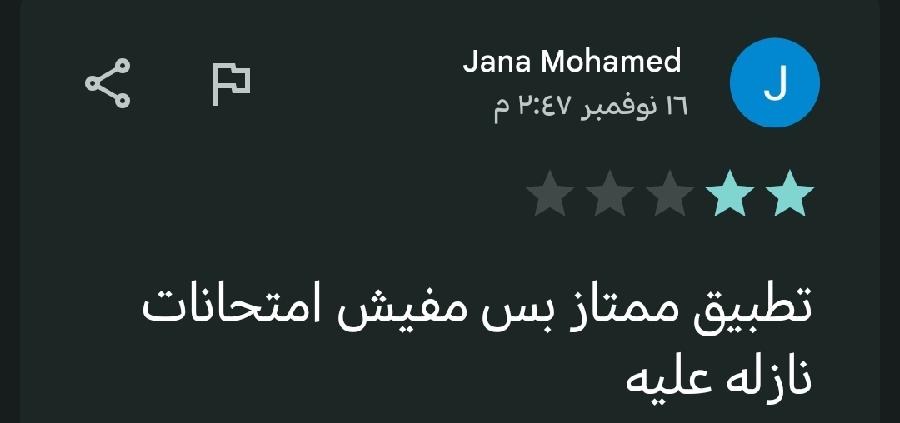 Jana Mohamed
J
١٦ نوفمبر ٢:٤٧ م
تطبيق ممتاز بس مفيش امتحانات
نازله عليه